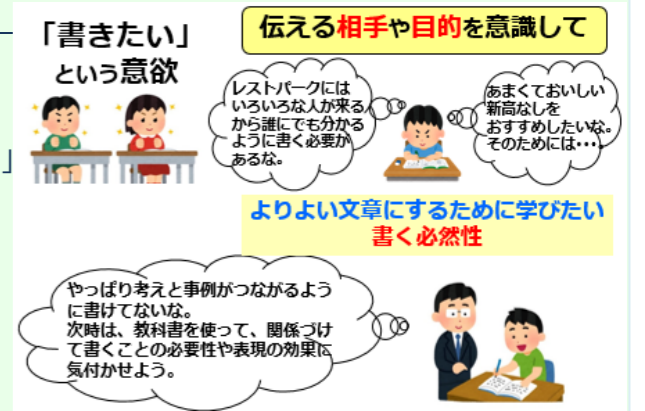 「書きたい」
という意欲
伝える相手や目的を意識して
レストパークには
いろいろな人が来る
から誰にでも分かる
ように書く必要が
あるな。
あまくておいしい
新高なしを
おすすめしたいな。
そのためには・・・
よりよい文章にするために学びたい
書く必然性
やっぱり考えと事例がつながるよう
に書けてないな。
次時は、教科書を使って、関係づけ
て書くことの必要性や表現の効果に
気付かせよう。
」